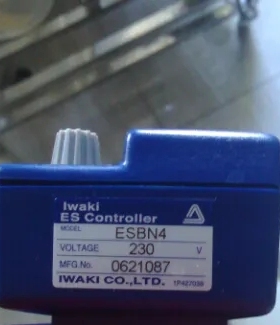 Iwaki
ES Controller
MODEL ESBN4
VOLTAGE 230 V
MFG.No. 0621087
IWAKI CO.,LTD.